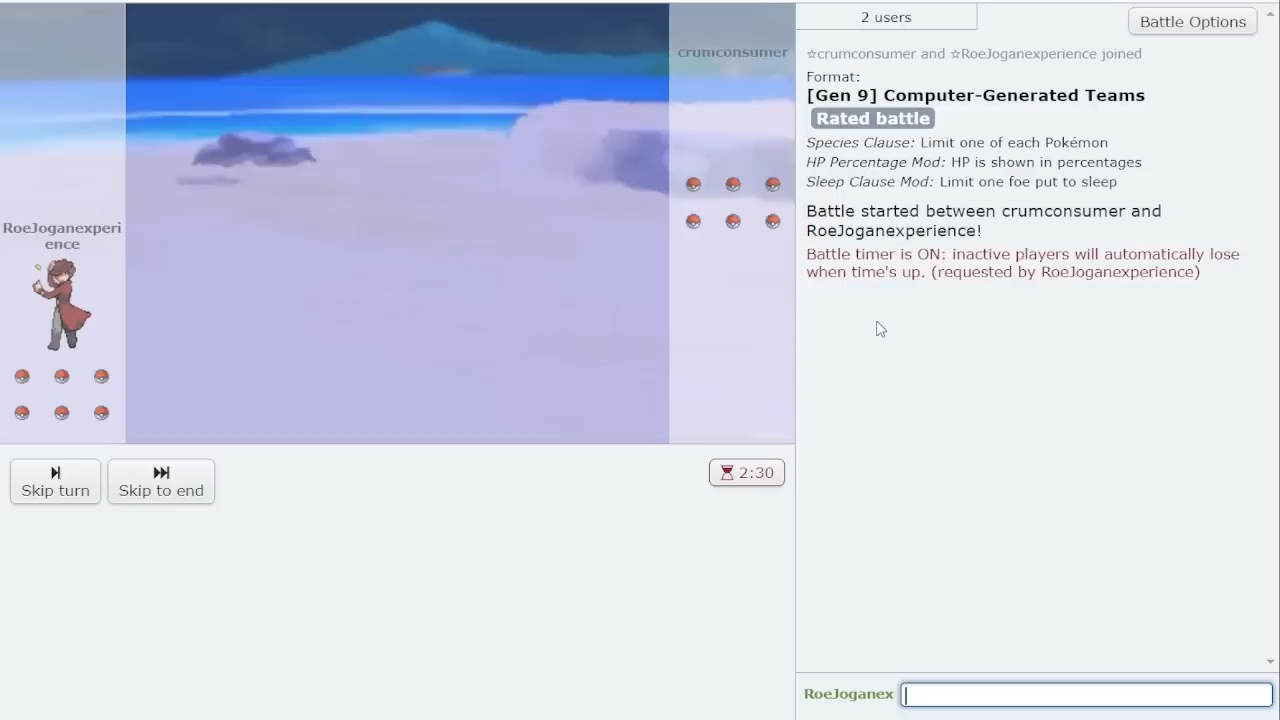 2 users
Battle Options
☆crumconsumer and ☆RoeJoganexperience joined
Format:
[Gen 9] Computer-Generated Teams
Rated battle
Species Clause: Limit one of each Pokémon
HP Percentage Mod: HP is shown in percentages
Sleep Clause Mod: Limit one foe put to sleep
Battle started between crumconsumer and
RoeJoganexperience!
Battle timer is ON: inactive players will automatically lose
when time's up. (requested by RoeJoganexperience)
crumconsumer
RoeJoganexperi
ence
Skip turn
Skip to end
2:30
RoeJoganex